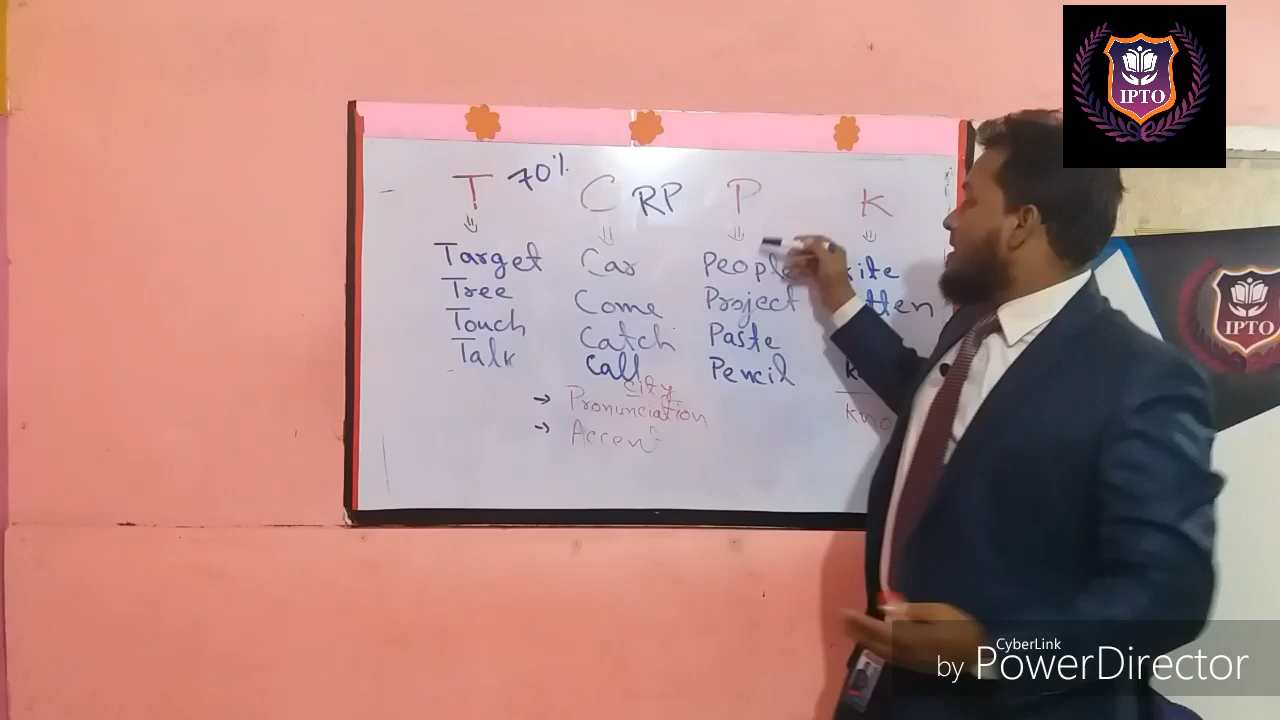 IPTO
T 70% C RP P K
Target Car People
Tree Come Project
Touch Catch Paste
Talk Call Pencil
City
→ Pronunciation
→ Accent
IPTO
CyberLink
by PowerDirector